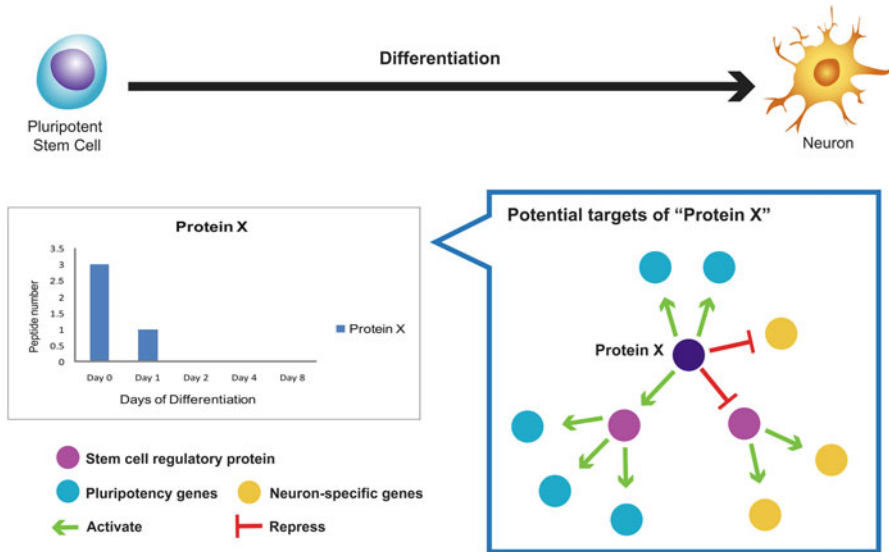 Differentiation
Pluripotent
Stem Cell
Neuron
Protein X
3.5
3
2.5
2
1.5
1
0.5
0
Peptide number
Day 0 Day 1 Day 2 Day 4 Day 8
Days of Differentiation
Protein X
Potential targets of “Protein X”
Protein X
Stem cell regulatory protein
Pluripotency genes
Neuron-specific genes
Activate
Repress